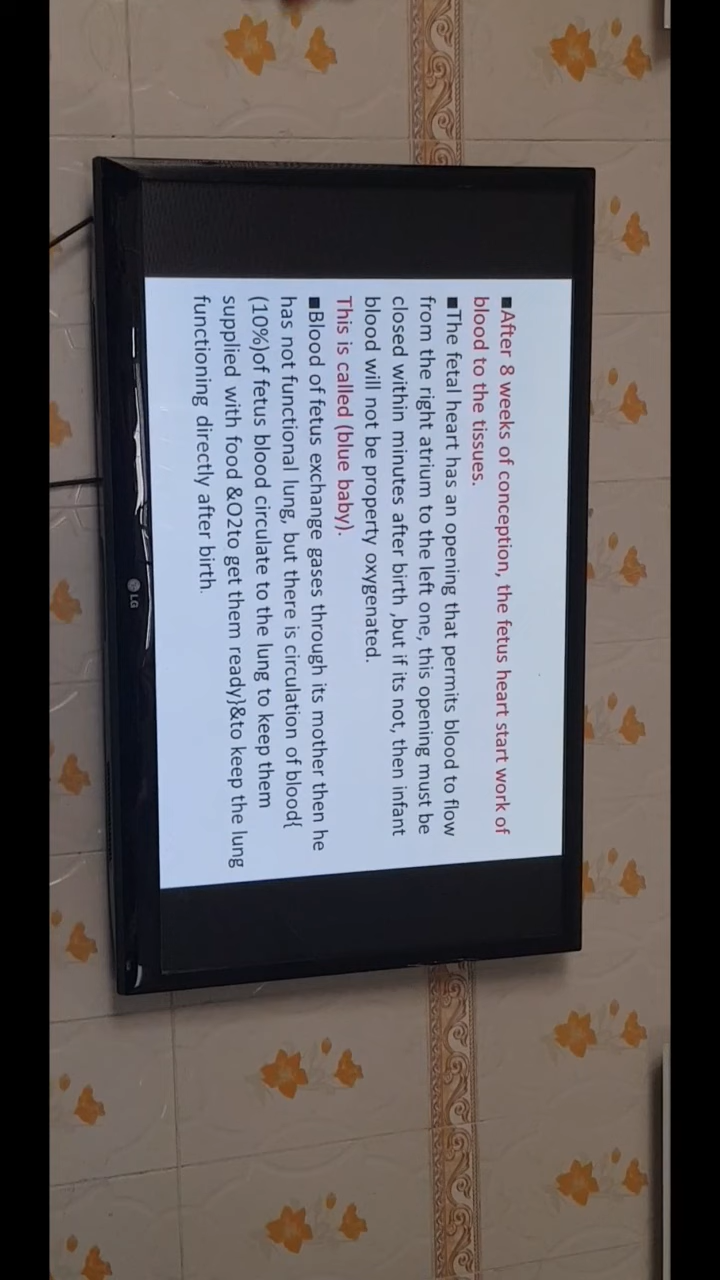 ▪After 8 weeks of conception, the fetus heart start work of
blood to the tissues.
▪The fetal heart has an opening that permits blood to flow
from the right atrium to the left one, this opening must be
closed within minutes after birth ,but if its not, then infant
blood will not be property oxygenated.
This is called (blue baby).
▪Blood of fetus exchange gases through its mother then he
has not functional lung, but there is circulation of blood{
(10%)of fetus blood circulate to the lung to keep them
supplied with food &O2to get them ready}&to keep the lung
functioning directly after birth.
LG